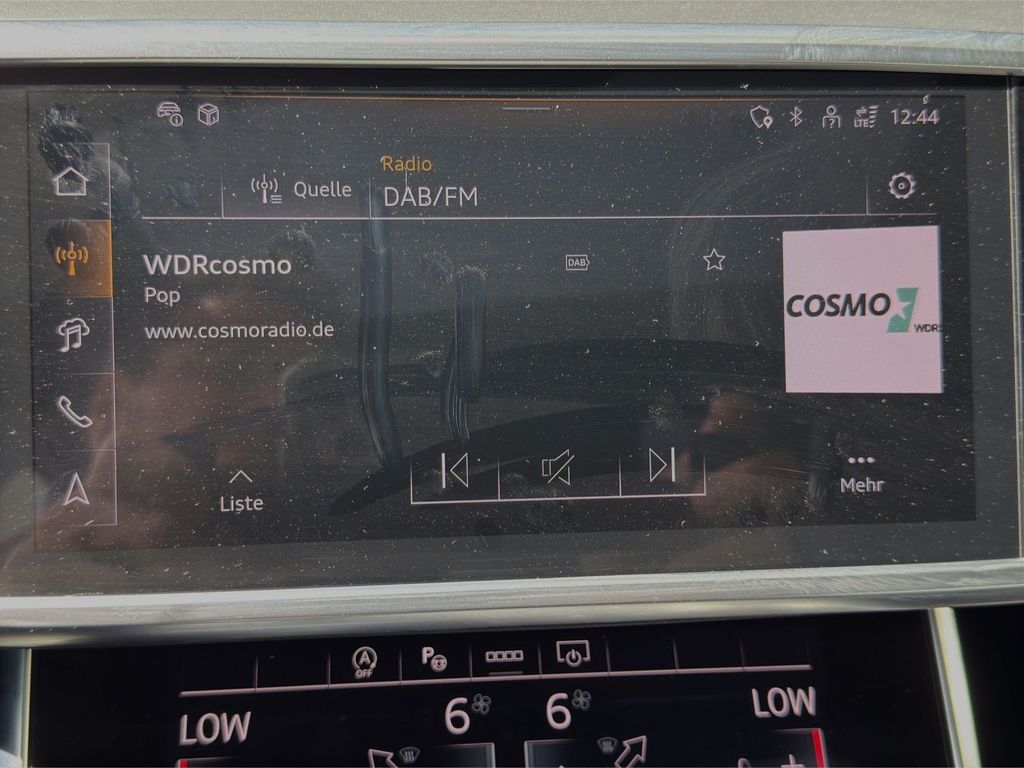 LTE 12:44
Radio
Quelle
DAB/FM
WDRcosmo
DAB
Pop
www.cosmoradio.de
COSMO
WDR
Liste
Mehr
A
OFF
P
LOW 6 6 LOW